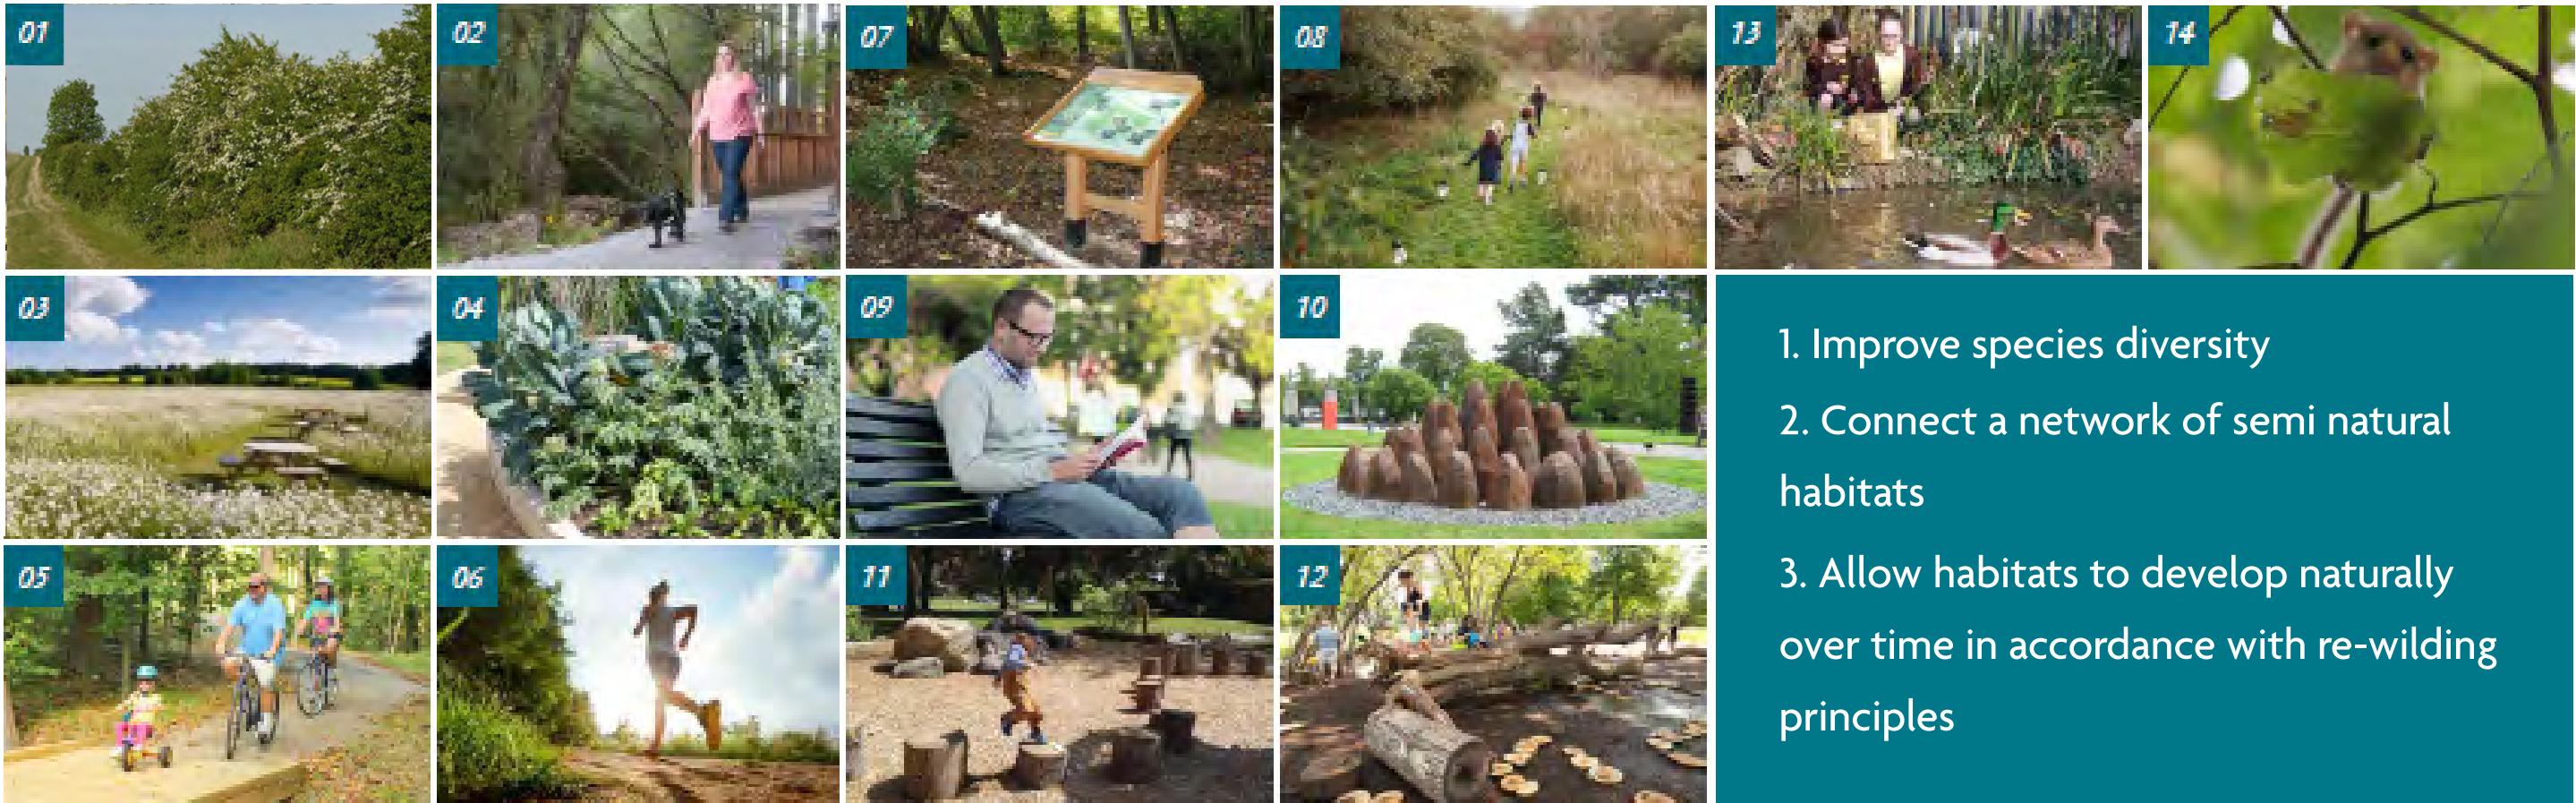 01
02
07
08
13
14
03
04
09
10
1. Improve species diversity
2. Connect a network of semi natural
habitats
3. Allow habitats to develop naturally
over time in accordance with re-wilding
principles
05
06
11
12